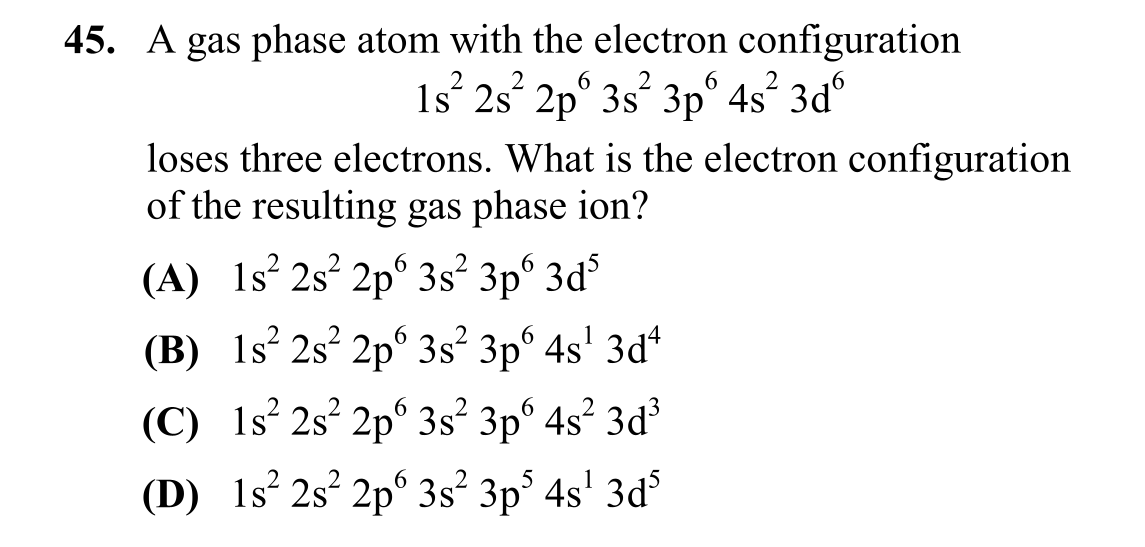 45. A gas phase atom with the electron configuration
1s² 2s² 2p⁶ 3s² 3p⁶ 4s² 3d⁶
loses three electrons. What is the electron configuration
of the resulting gas phase ion?
(A) 1s² 2s² 2p⁶ 3s² 3p⁶ 3d⁵
(B) 1s² 2s² 2p⁶ 3s² 3p⁶ 4s¹ 3d⁴
(C) 1s² 2s² 2p⁶ 3s² 3p⁶ 4s² 3d³
(D) 1s² 2s² 2p⁶ 3s² 3p⁵ 4s¹ 3d⁵